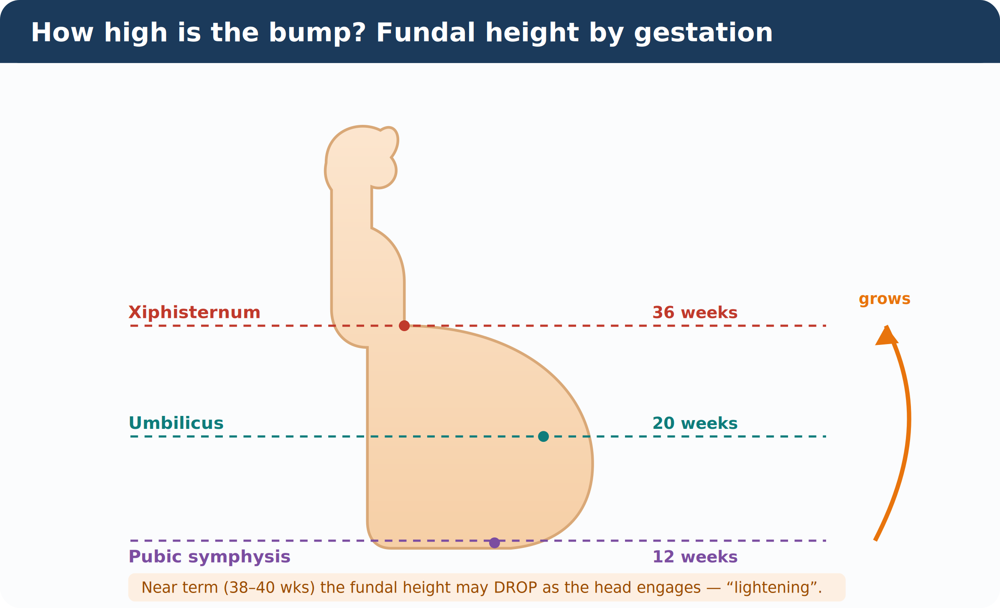 How high is the bump? Fundal height by gestation
grows
Xiphisternum
36 weeks
Umbilicus
20 weeks
Pubic symphysis
12 weeks
Near term (38–40 wks) the fundal height may DROP as the head engages — “lightening”.